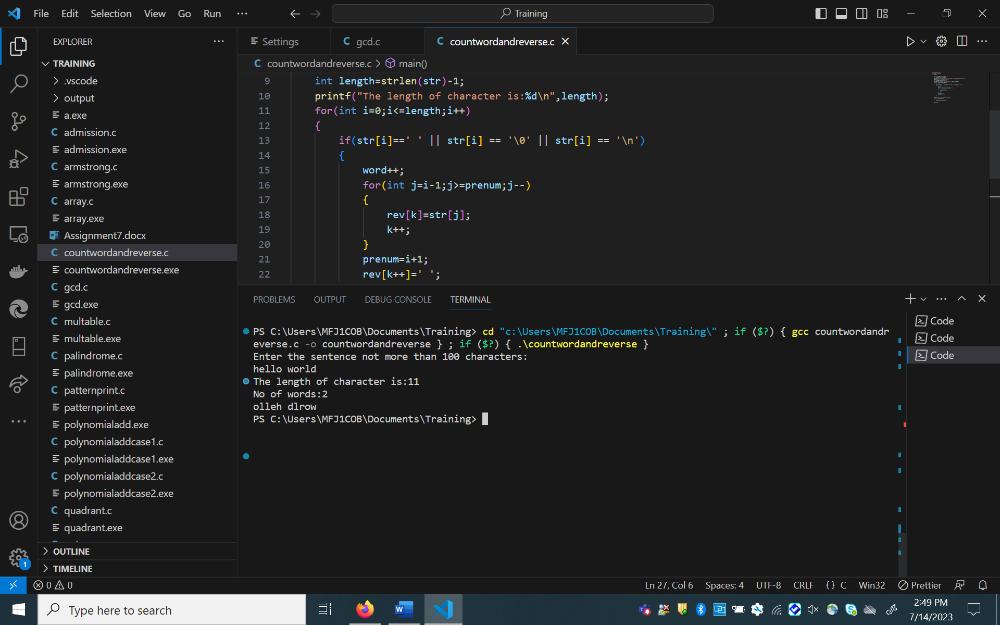 File Edit Selection View Go Run ··· Training
EXPLORER ···
TRAINING
.vscode
output
a.exe
C admission.c
admission.exe
C armstrong.c
armstrong.exe
C array.c
array.exe
Assignment7.docx
C countwordandreverse.c
countwordandreverse.exe
C gcd.c
gcd.exe
C multable.c
multable.exe
C palindrome.c
palindrome.exe
C patternprint.c
patternprint.exe
polynomialadd.exe
C polynomialaddcase1.c
polynomialaddcase1.exe
C polynomialaddcase2.c
polynomialaddcase2.exe
C quadrant.c
quadrant.exe
OUTLINE
TIMELINE
Settings C gcd.c C countwordandreverse.c
C countwordandreverse.c > main()
9 int length=strlen(str)-1;
10 printf("The length of character is:%d\n",length);
11 for(int i=0;i<=length;i++)
12 {
13 if(str[i]==' ' || str[i] == '\0' || str[i] == '\n')
14 {
15 word++;
16 for(int j=i-1;j>=prenum;j--)
17 {
18 rev[k]=str[j];
19 k++;
20 }
21 prenum=i+1;
22 rev[k++]=' ';
PROBLEMS OUTPUT DEBUG CONSOLE TERMINAL
PS C:\Users\MFJ1COB\Documents\Training> cd "c:\Users\MFJ1COB\Documents\Training\" ; if ($?) { gcc countwordandr
everse.c -o countwordandreverse } ; if ($?) { .\countwordandreverse }
Enter the sentence not more than 100 characters:
hello world
The length of character is:11
No of words:2
olleh dlrow
PS C:\Users\MFJ1COB\Documents\Training>
Code
Code
Code
1
0 0 Ln 27, Col 6 Spaces: 4 UTF-8 CRLF {} C Win32 Prettier
Type here to search
2:49 PM
7/14/2023